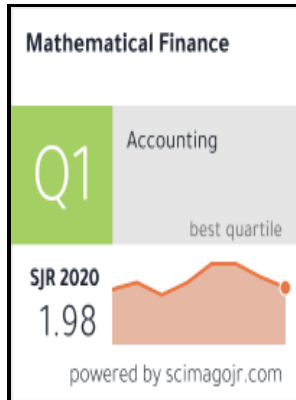 Mathematical Finance
Q1
Accounting
best quartile
SJR 2020
1.98
powered by scimagojr.com